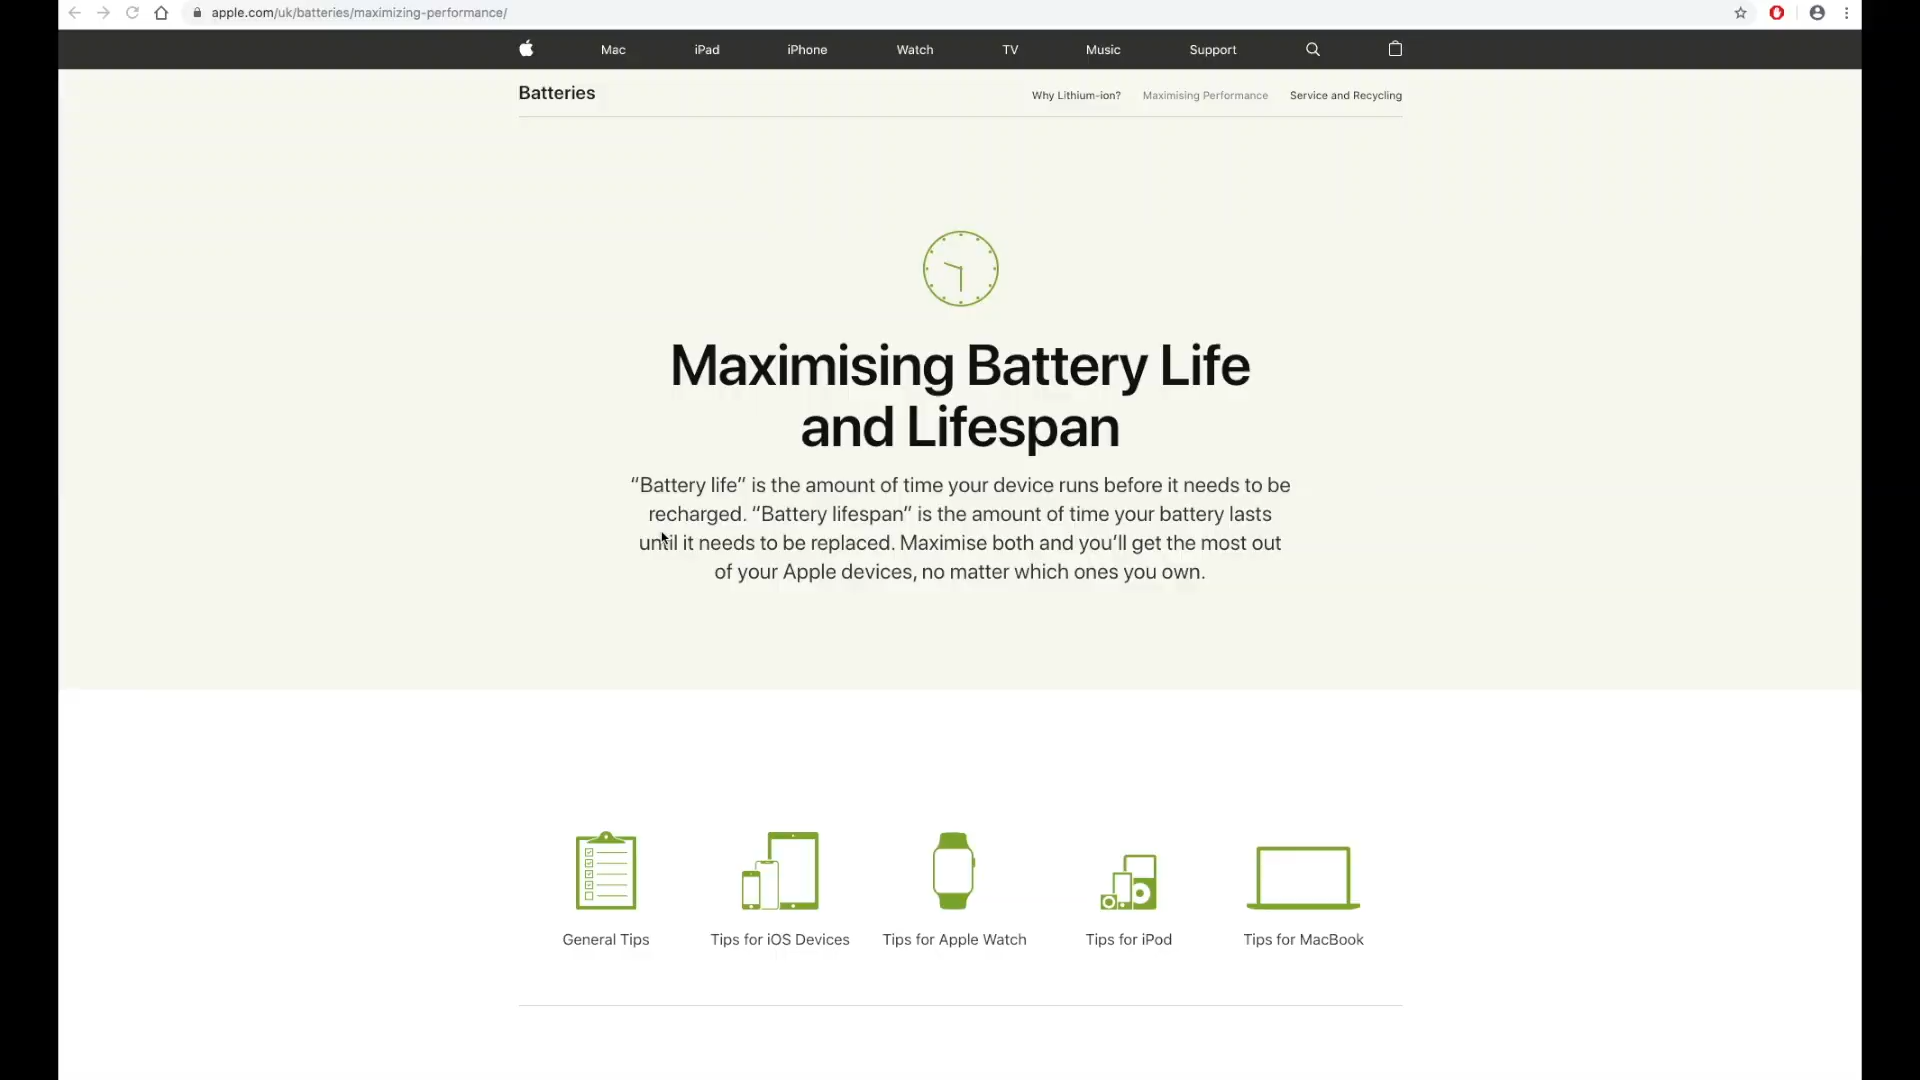 apple.com/uk/batteries/maximizing-performance/
Mac iPad iPhone Watch TV Music Support
Batteries
Why Lithium-ion? Maximising Performance Service and Recycling
Maximising Battery Life
and Lifespan
“Battery life” is the amount of time your device runs before it needs to be
recharged. “Battery lifespan” is the amount of time your battery lasts
until it needs to be replaced. Maximise both and you’ll get the most out
of your Apple devices, no matter which ones you own.
General Tips Tips for iOS Devices Tips for Apple Watch Tips for iPod Tips for MacBook